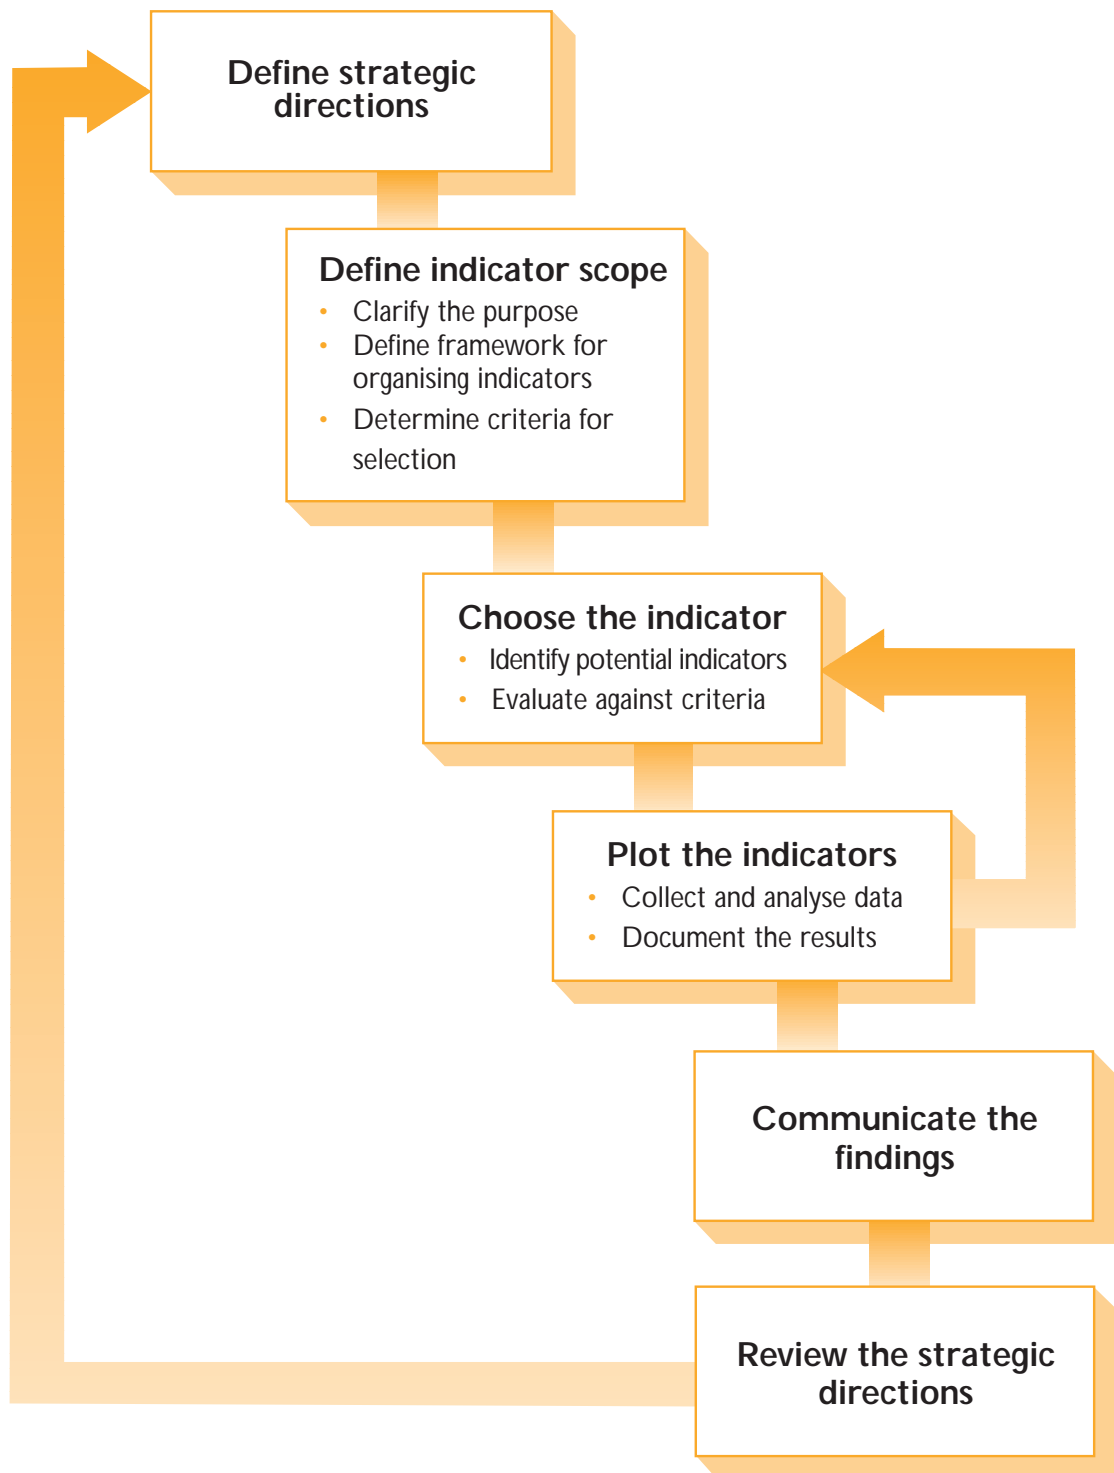 Define strategic
directions
Define indicator scope
• Clarify the purpose
• Define framework for
organising indicators
• Determine criteria for
selection
Choose the indicator
• Identify potential indicators
• Evaluate against criteria
Plot the indicators
• Collect and analyse data
• Document the results
Communicate the
findings
Review the strategic
directions